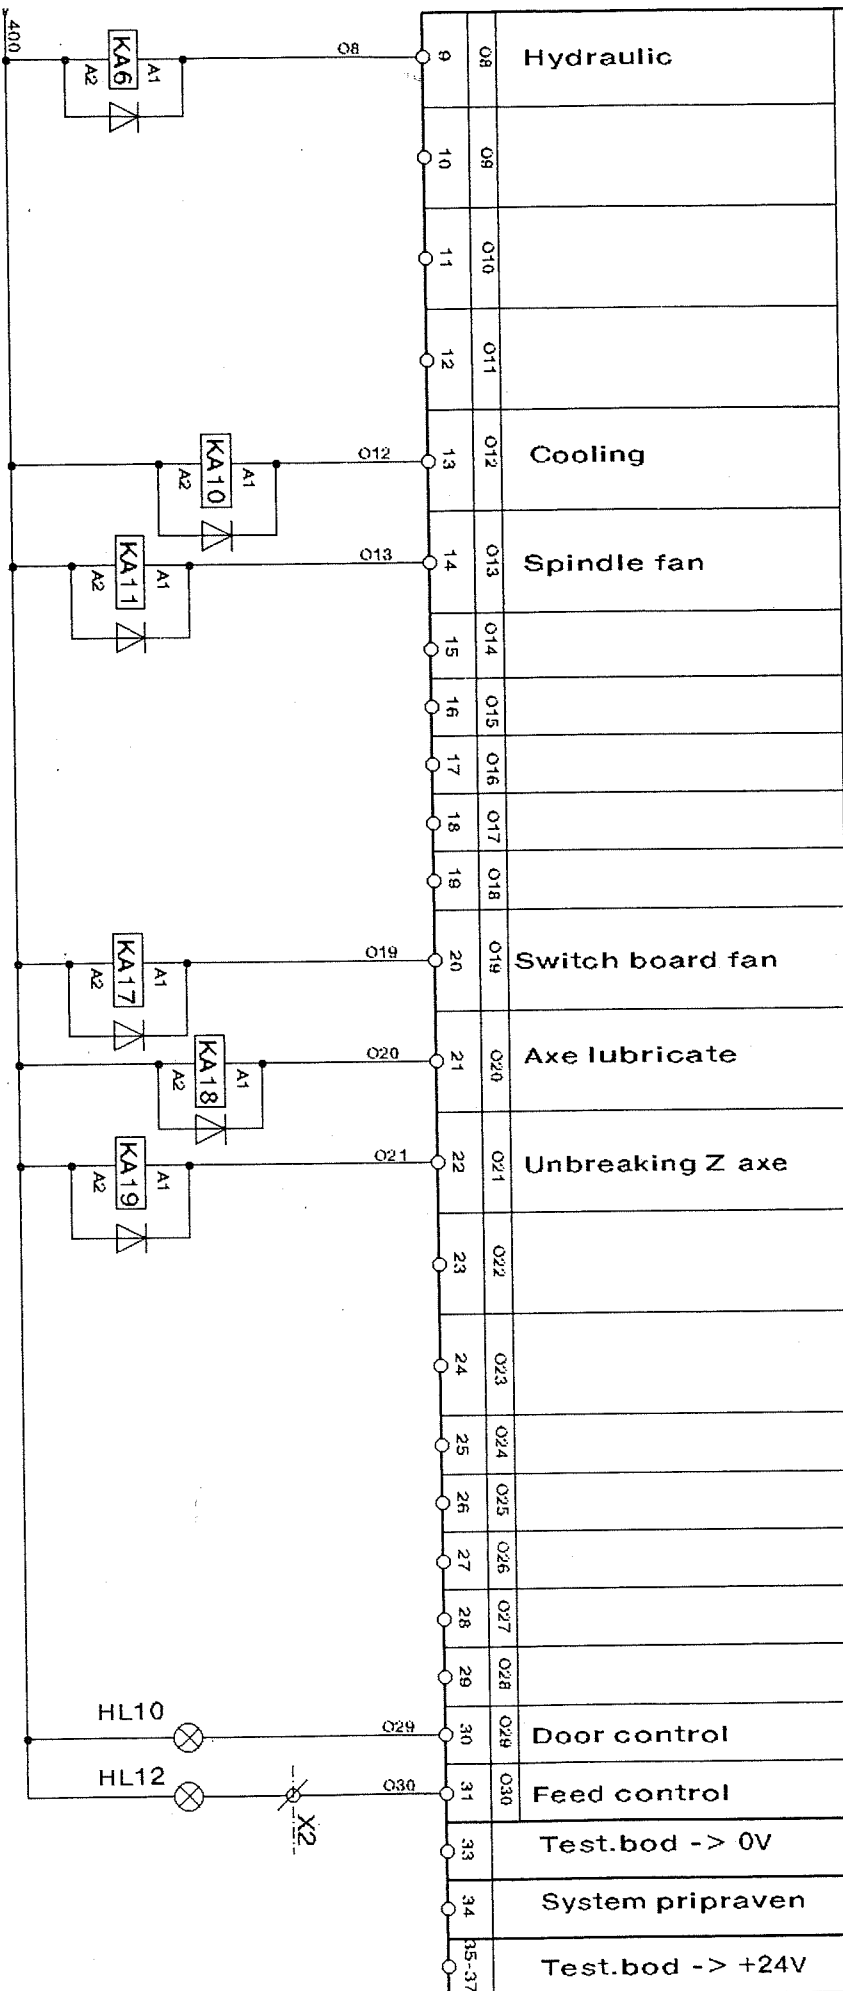 400
KA6
A2
A1
O8
9
O8
Hydraulic
10
O9
11
O10
12
O11
KA10
A2
A1
O12
13
O12
Cooling
KA11
A2
A1
O13
14
O13
Spindle fan
15
O14
16
O15
17
O16
18
O17
19
O18
KA17
A2
A1
O19
20
O19
Switch board fan
KA18
A2
A1
O20
21
O20
Axe lubricate
KA19
A2
A1
O21
22
O21
Unbreaking Z axe
23
O22
24
O23
25
O24
26
O25
27
O26
28
O27
29
O28
HL10
O29
30
O29
Door control
HL12
X2
O30
31
O30
Feed control
33
Test.bod -> 0V
34
System pripraven
35-37
Test.bod -> +24V